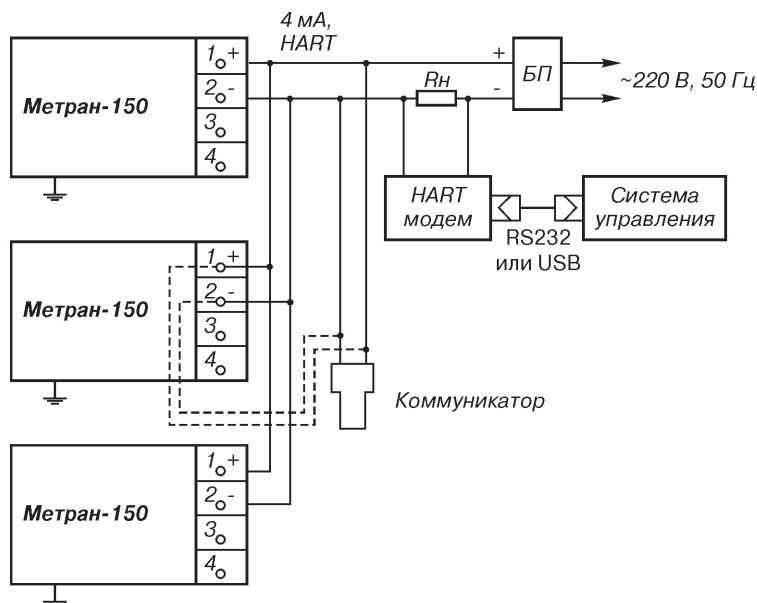 4 мА,
HART
Метран-150
1 +
2 -
3
4
+
-
Rн
БП
~220 В, 50 Гц
HART
модем
RS232
или USB
Система
управления
Метран-150
1 +
2 -
3
4
Коммуникатор
Метран-150
1 +
2 -
3
4